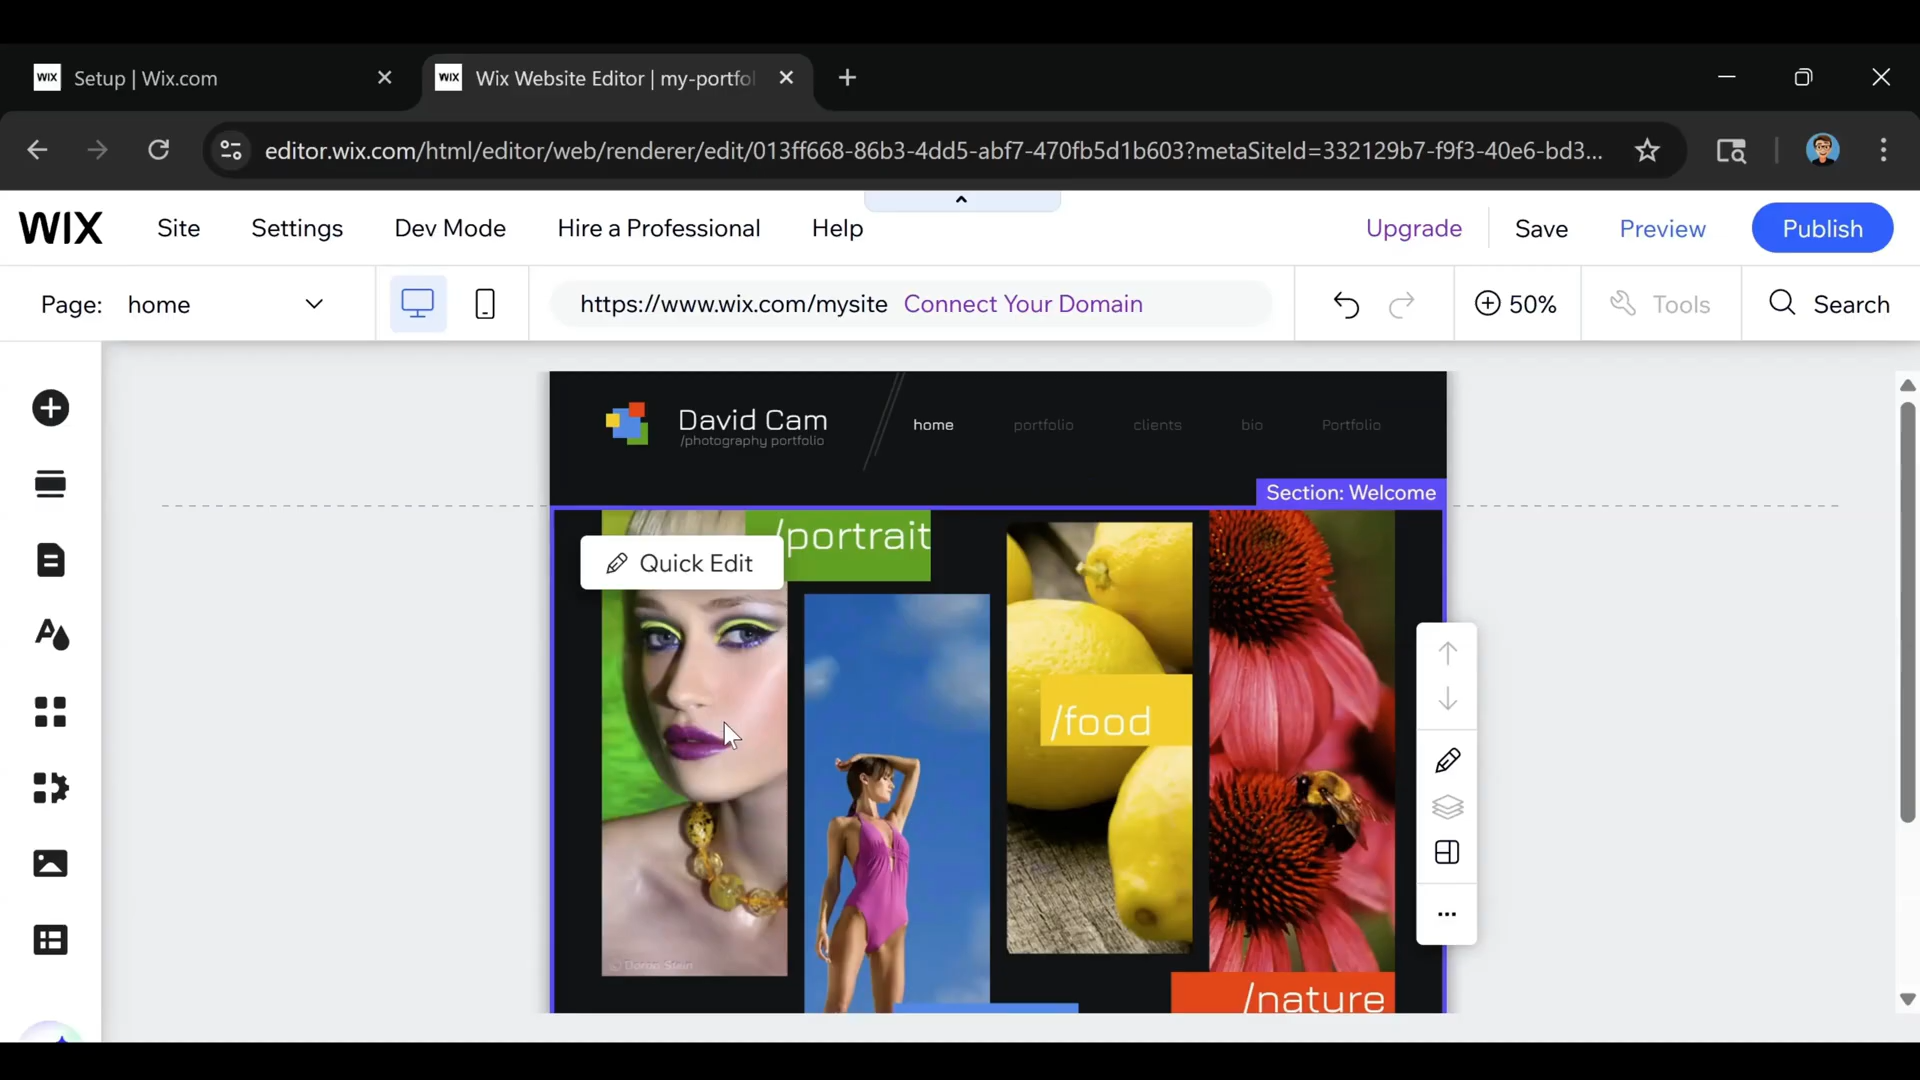 WIX Setup | Wix.com
WIX Wix Website Editor | my-portfo
editor.wix.com/html/editor/web/renderer/edit/013ff668-86b3-4dd5-abf7-470fb5d1b603?metaSiteId=332129b7-f9f3-40e6-bd3...
WIX Site Settings Dev Mode Hire a Professional Help Upgrade Save Preview Publish
Page: home https://www.wix.com/mysite Connect Your Domain 50% Tools Search
David Cam
/photography portfolio
home portfolio clients bio Portfolio
Section: Welcome
/portrait
Quick Edit
/food
/nature